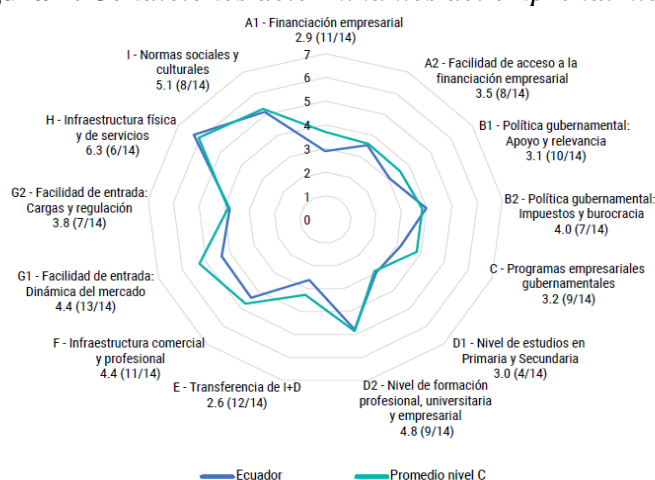 A1 - Financiación empresarial
2.9 (11/14)
A2 - Facilidad de acceso a la
financiación empresarial
3.5 (8/14)
B1 - Política gubernamental:
Apoyo y relevancia
3.1 (10/14)
B2 - Política gubernamental:
Impuestos y burocracia
4.0 (7/14)
C - Programas empresariales
gubernamentales
3.2 (9/14)
D1 - Nivel de estudios en
Primaria y Secundaria
3.0 (4/14)
D2 - Nivel de formación
profesional, universitaria
y empresarial
4.8 (9/14)
E - Transferencia de I+D
2.6 (12/14)
F - Infraestructura comercial
y profesional
4.4 (11/14)
G1 - Facilidad de entrada:
Dinámica del mercado
4.4 (13/14)
G2 - Facilidad de entrada:
Cargas y regulación
3.8 (7/14)
H - Infraestructura física
y de servicios
6.3 (6/14)
I - Normas sociales y
culturales
5.1 (8/14)
7
6
5
4
3
2
1
0
Ecuador
Promedio nivel C